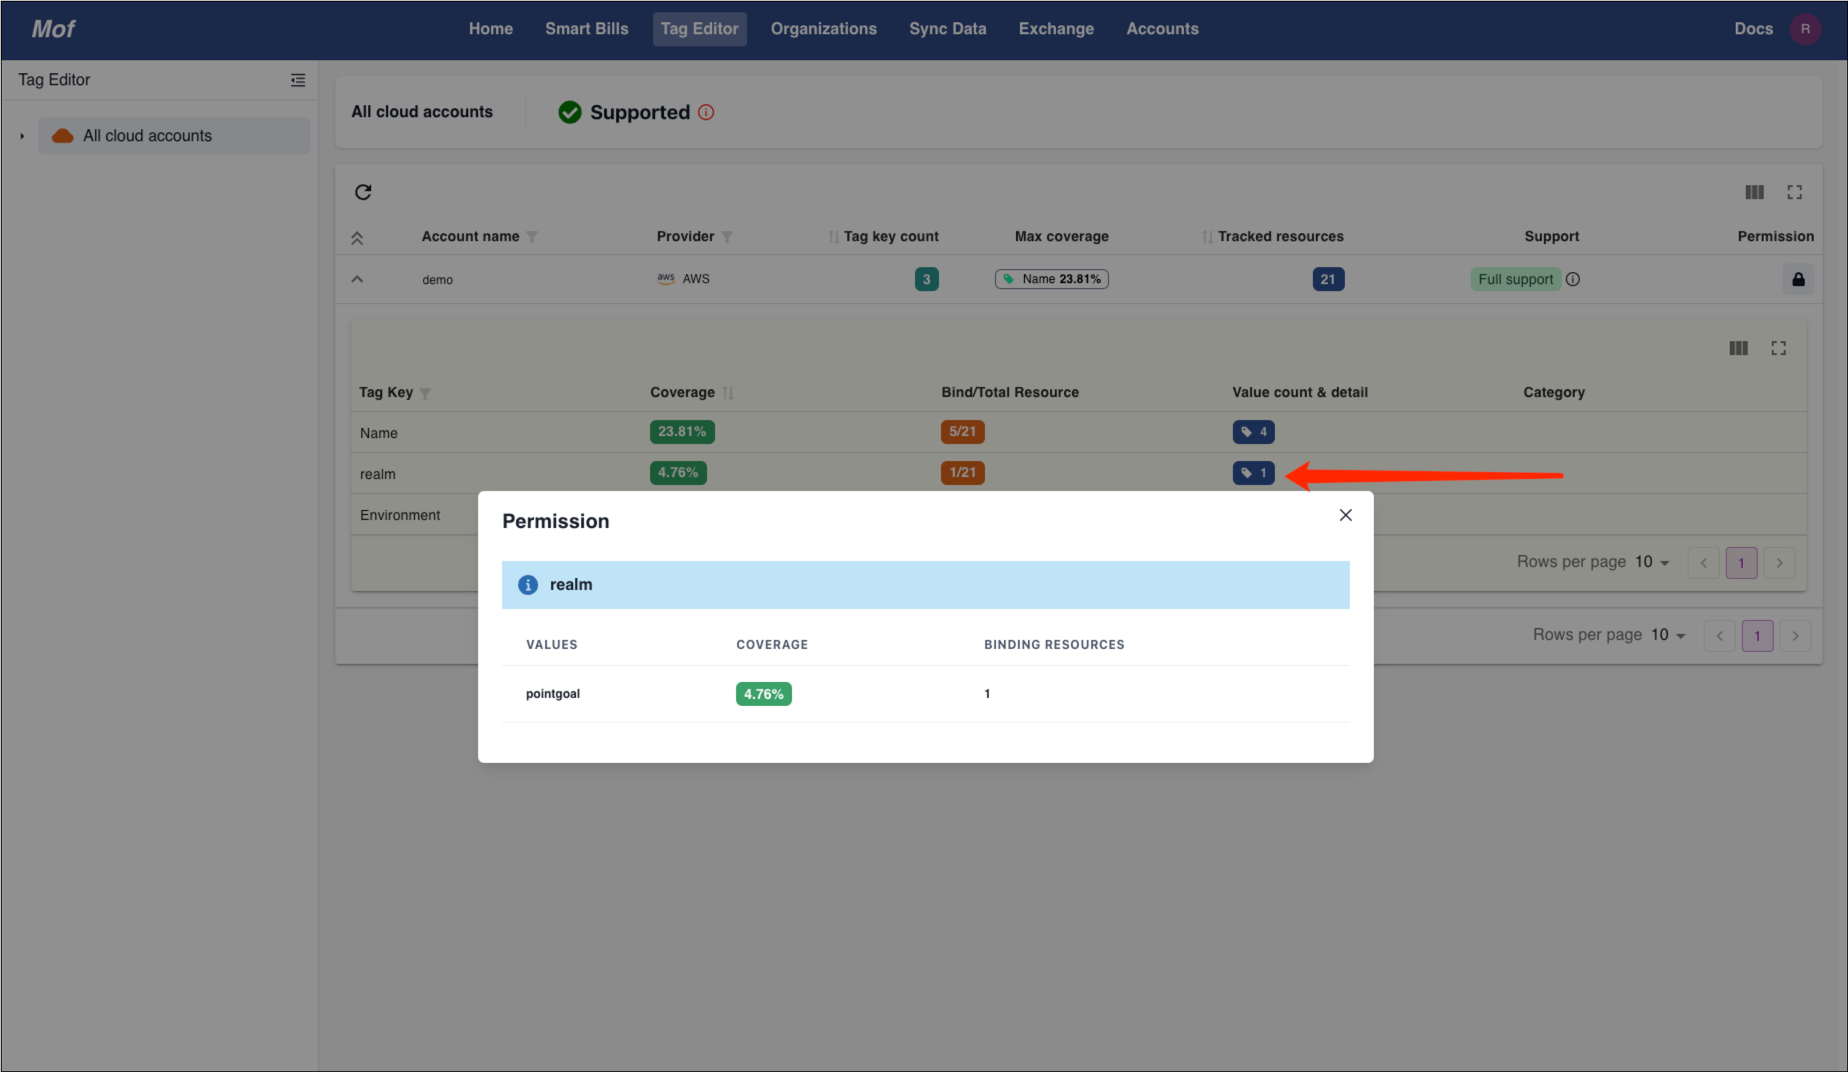 Mof Home Smart Bills Tag Editor Organizations Sync Data Exchange Accounts Docs R
Tag Editor
All cloud accounts
All cloud accounts Supported
Account name Provider Tag key count Max coverage Tracked resources Support Permission
demo aws AWS 3 Name 23.81% 21 Full support
Tag Key Coverage Bind/Total Resource Value count & detail Category
Name 23.81% 5/21 4
realm 4.76% 1/21 1
Environment
Rows per page 10 1
Rows per page 10 1
Permission
realm
VALUES COVERAGE BINDING RESOURCES
pointgoal 4.76% 1